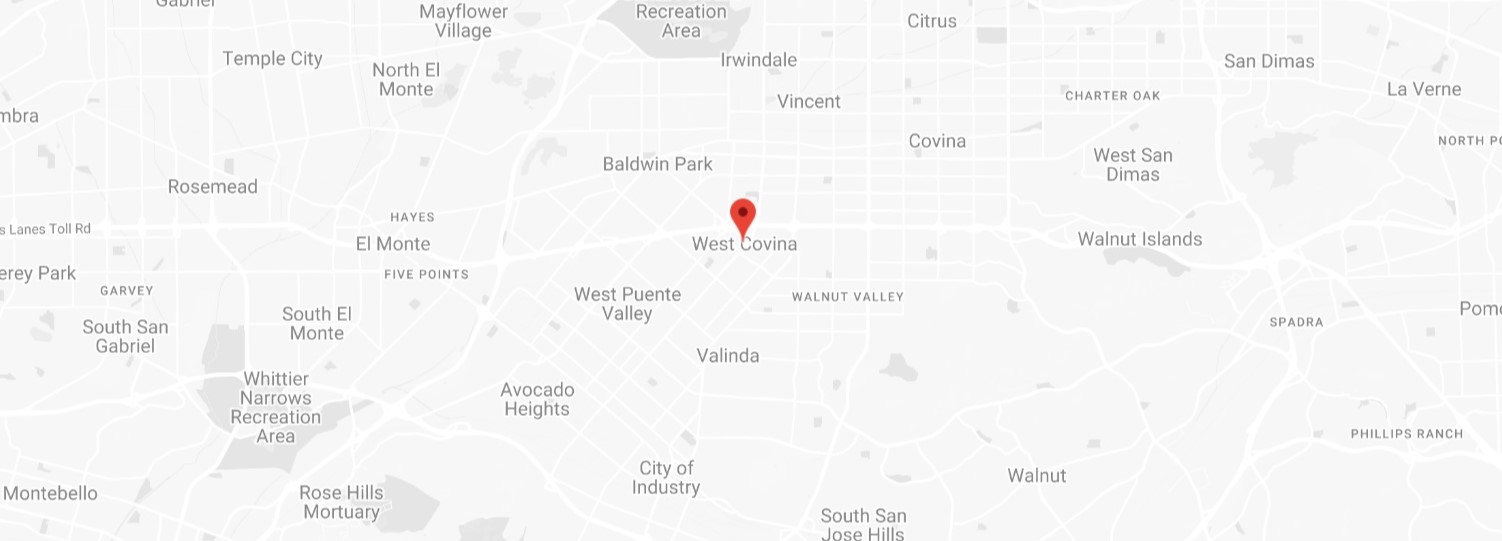 Gabriel
Mayflower
Village
Recreation
Area
Citrus
Temple City
North El
Monte
Irwindale
San Dimas
Vincent
CHARTER OAK
La Verne
mbra
Covina
NORTH PO
Baldwin Park
West San
Dimas
Rosemead
HAYES
s Lanes Toll Rd
El Monte
West Covina
Walnut Islands
erey Park
FIVE POINTS
GARVEY
West Puente
Valley
WALNUT VALLEY
South El
Monte
Pomo
SPADRA
South San
Gabriel
Valinda
Whittier
Narrows
Recreation
Area
Avocado
Heights
PHILLIPS RANCH
City of
Industry
Walnut
Montebello
Rose Hills
Mortuary
South San
Jose Hills